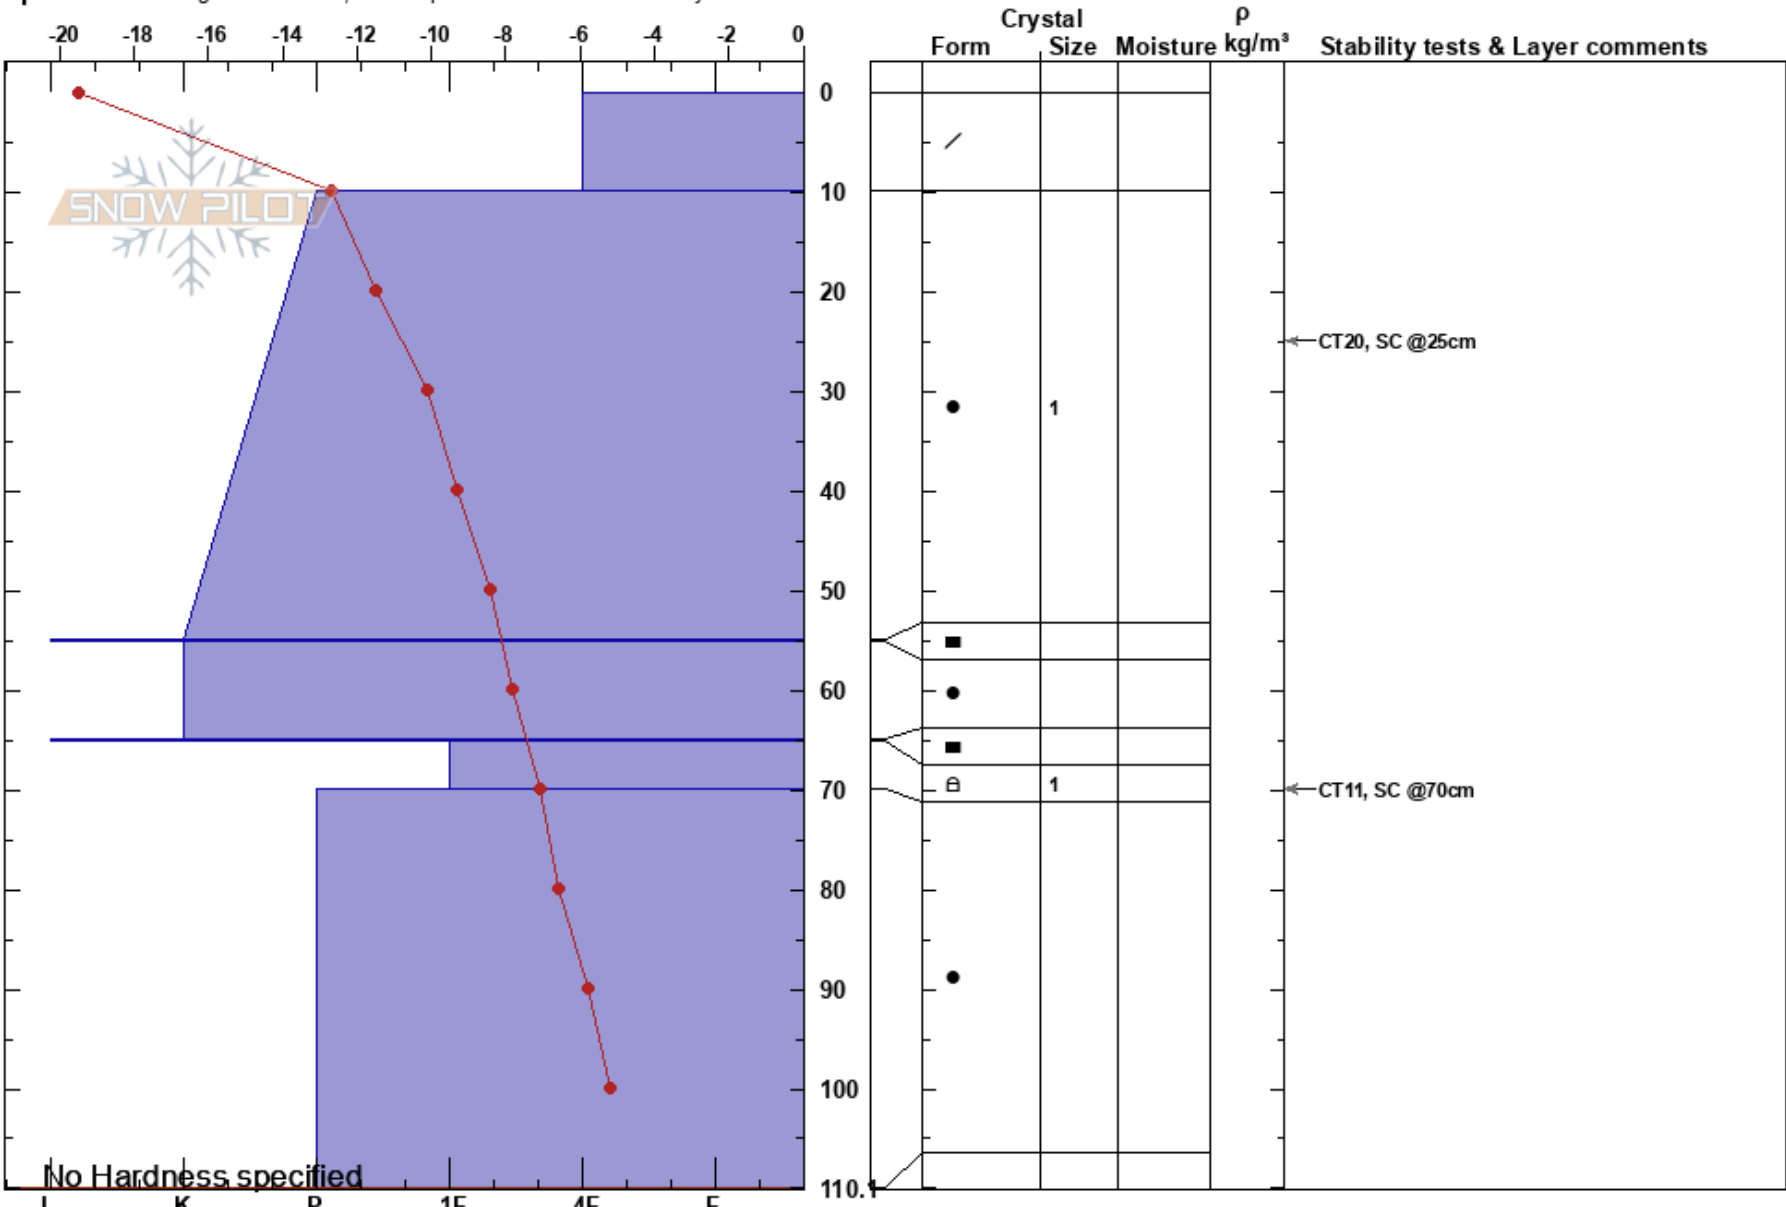 Crystal ρ
Form Size Moisture kg/m³ Stability tests & Layer comments
-20 -18 -16 -14 -12 -10 -8 -6 -4 -2 0
0
SNOW PILOT
10
20
CT20, SC @25cm
30
1
40
50
60
70
1
CT11, SC @70cm
80
90
100
No Hardness specified
110.1
I K P 1F 4F F